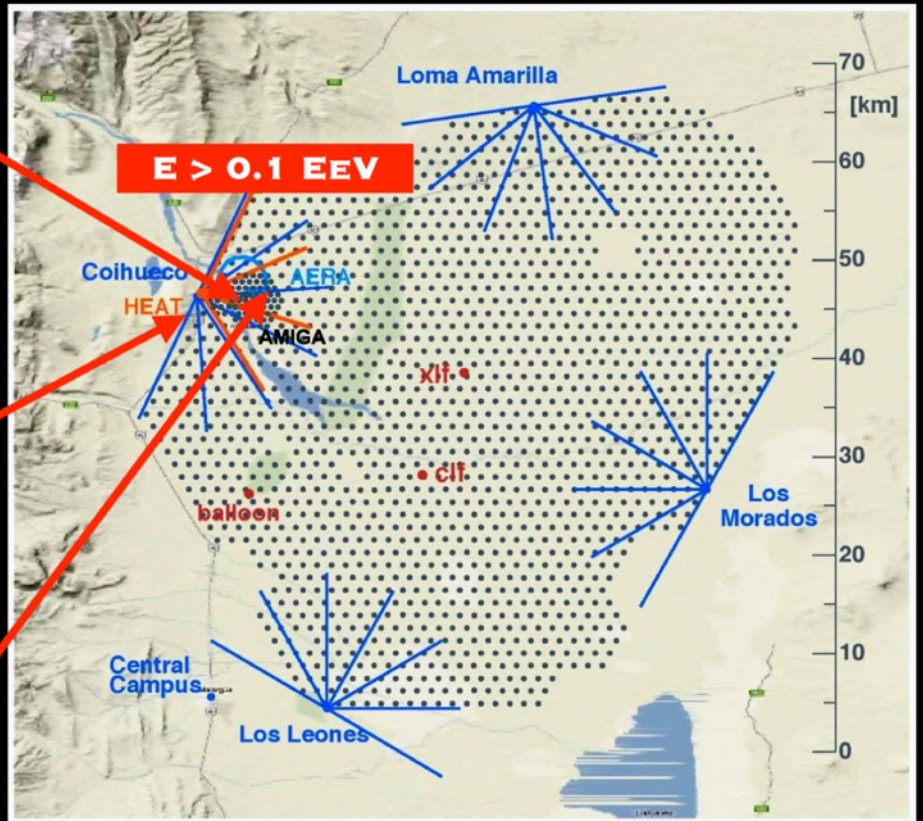 Loma Amarilla
70
[km]
E > 0.1 EeV
60
50
Coihueco
AERA
HEAT
AMIGA
40
xlf
clf
30
balloon
Los
Morados
20
Central
Campus
10
Los Leones
0